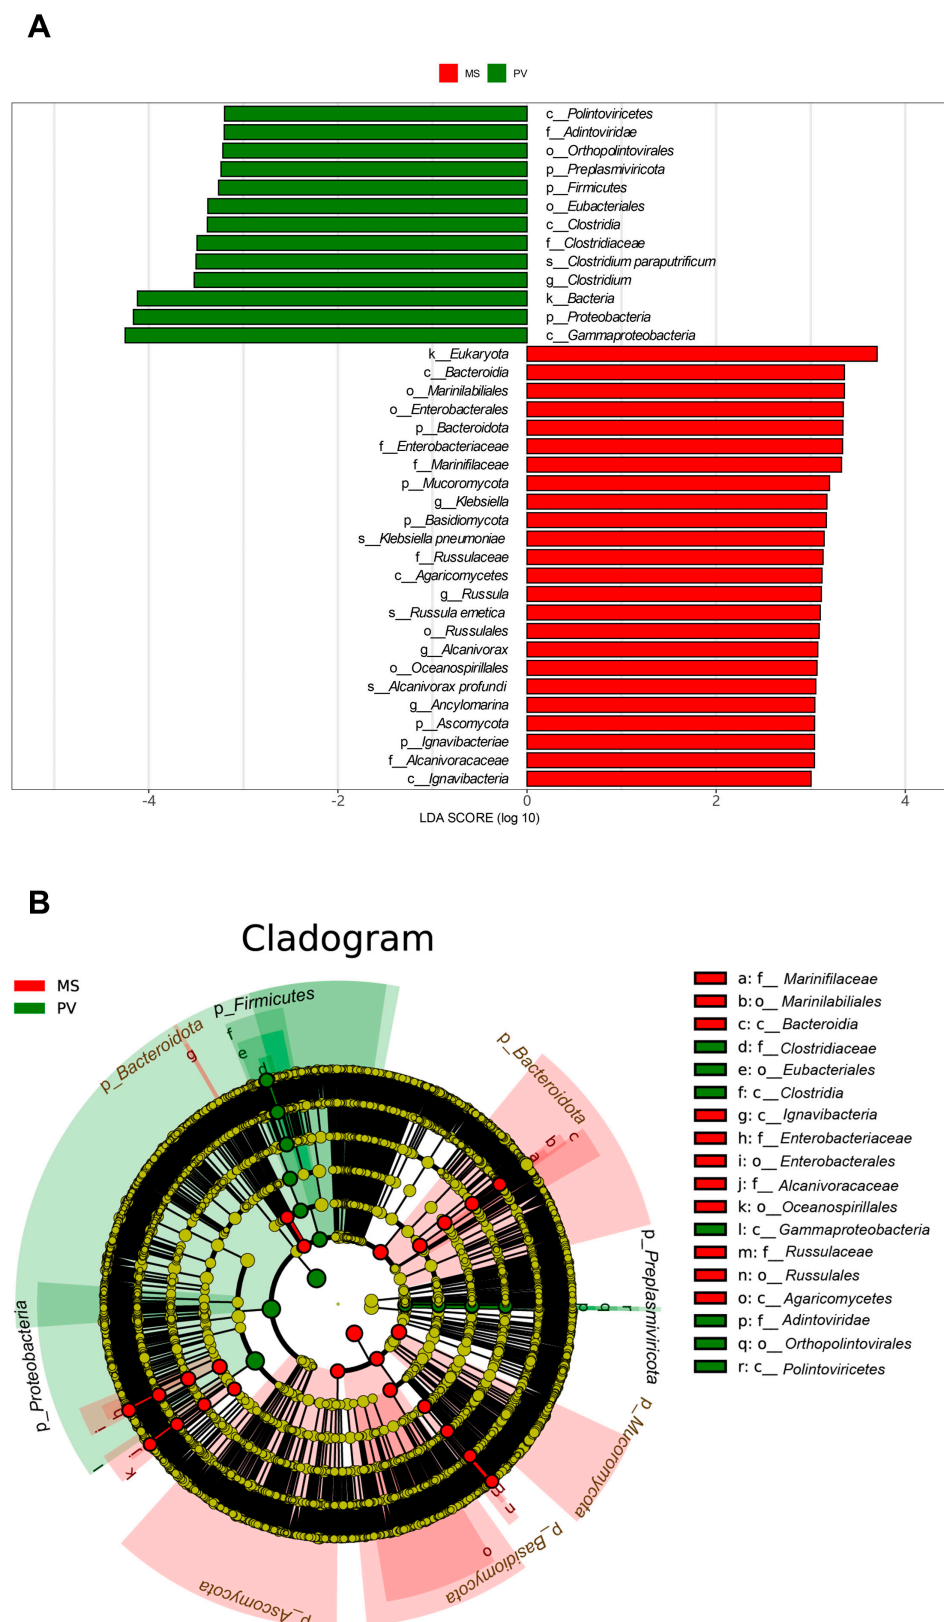 A
MS PV
c__Polintoviricetes
f__Adintoviridae
o__Orthopolintovirales
p__Preplasmiviricota
p__Firmicutes
o__Eubacteriales
c__Clostridia
f__Clostridiaceae
s__Clostridium paraputrificum
g__Clostridium
k__Bacteria
p__Proteobacteria
c__Gammaproteobacteria
k__Eukaryota
c__Bacteroidia
o__Marinilabiliales
o__Enterobacterales
p__Bacteroidota
f__Enterobacteriaceae
f__Marinifilaceae
p__Mucoromycota
g__Klebsiella
p__Basidiomycota
s__Klebsiella pneumoniae
f__Russulaceae
c__Agaricomycetes
g__Russula
s__Russula emetica
o__Russulales
g__Alcanivorax
o__Oceanospirillales
s__Alcanivorax profundi
g__Ancylomarina
p__Ascomycota
p__Ignavibacteriae
f__Alcanivoracaceae
c__Ignavibacteria
-4 -2 0 2 4
LDA SCORE (log 10)
B
Cladogram
MS
PV
p_Firmicutes
p_Bacteroidota
g
f
e
d
p_Bacteroidota
c
b
a
p_Preplasmiviricota
p q r
p_Proteobacteria
h
i
j
k
l
p_Mucoromycota
m
n
o
p_Basidiomycota
p_Ascomycota
a: f__ Marinifilaceae
b: o__ Marinilabiliales
c: c__ Bacteroidia
d: f__ Clostridiaceae
e: o__ Eubacteriales
f: c__ Clostridia
g: c__ Ignavibacteria
h: f__ Enterobacteriaceae
i: o__ Enterobacterales
j: f__ Alcanivoracaceae
k: o__ Oceanospirillales
l: c__ Gammaproteobacteria
m: f__ Russulaceae
n: o__ Russulales
o: c__ Agaricomycetes
p: f__ Adintoviridae
q: o__ Orthopolintovirales
r: c__ Polintoviricetes